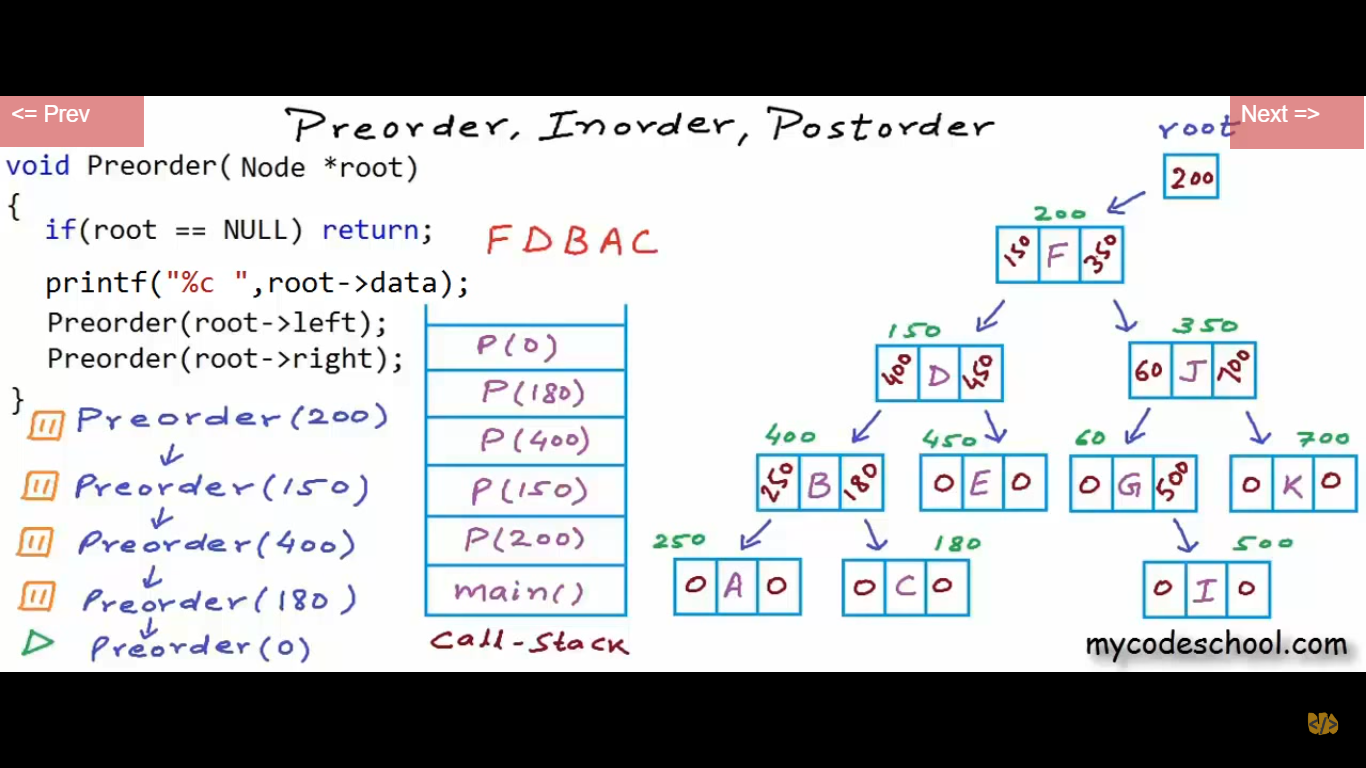 <= Prev
Next =>
Preorder, Inorder, Postorder
void Preorder( Node *root)
{
if(root == NULL) return;
printf("%c ",root->data);
Preorder(root->left);
Preorder(root->right);
}
F D B A C
Preorder(200)
Preorder(150)
Preorder(400)
Preorder(180)
Preorder(0)
P(0)
P(180)
P(400)
P(150)
P(200)
main()
Call-Stack
root
200
200
150 F 350
150
400 D 450
350
60 J 700
400
250 B 180
450
0 E 0
60
0 G 500
700
0 K 0
250
0 A 0
180
0 C 0
500
0 I 0
mycodeschool.com